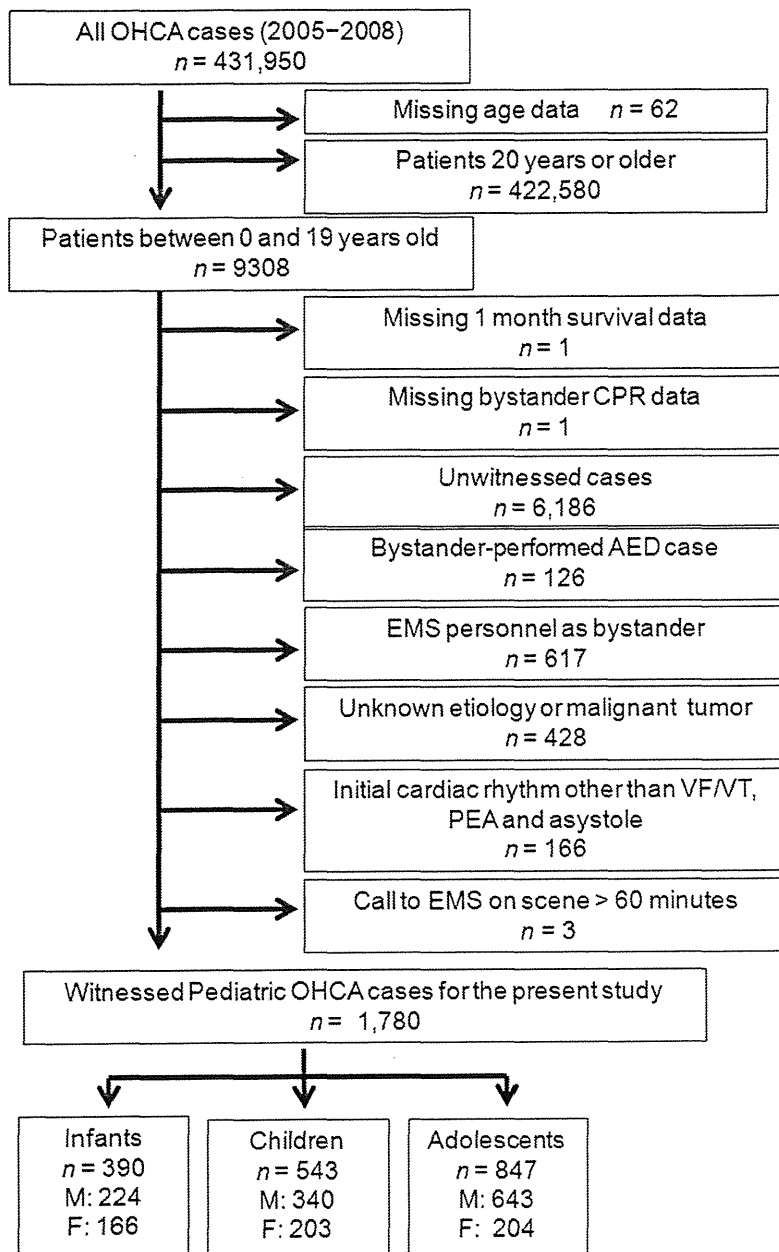 All OHCA cases (2005−2008)
n = 431,950
Missing age data n = 62
Patients 20 years or older
n = 422,580
Patients between 0 and 19 years old
n = 9308
Missing 1 month survival data
n = 1
Missing bystander CPR data
n = 1
Unwitnessed cases
n = 6,186
Bystander-performed AED case
n = 126
EMS personnel as bystander
n = 617
Unknown etiology or malignant tumor
n = 428
Initial cardiac rhythm other than VF/VT,
PEA and asystole
n = 166
Call to EMS on scene > 60 minutes
n = 3
Witnessed Pediatric OHCA cases for the present study
n = 1,780
Infants
n = 390
M: 224
F: 166
Children
n = 543
M: 340
F: 203
Adolescents
n = 847
M: 643
F: 204